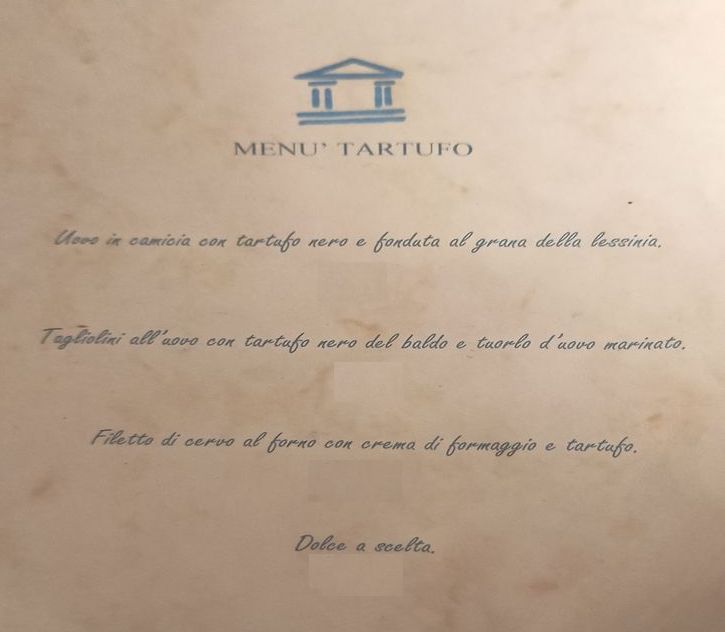 MENU' TARTUFO
Uovo in camicia con tartufo nero e fonduta al grana della lessinia.
Tagliolini all'uovo con tartufo nero del baldo e tuorlo d'uovo marinato.
Filetto di cervo al forno con crema di formaggio e tartufo.
Dolce a scelta.